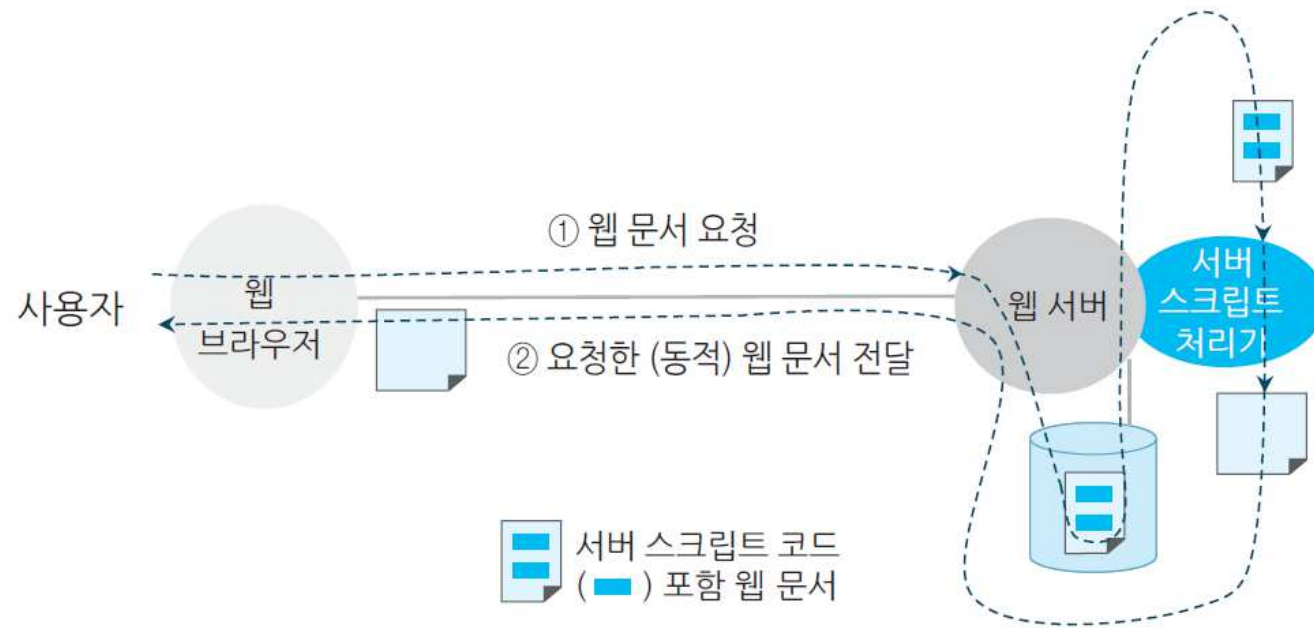 ① 웹 문서 요청
사용자
웹
브라우저
② 요청한 (동적) 웹 문서 전달
웹 서버
서버
스크립트
처리기
서버 스크립트 코드
( ) 포함 웹 문서